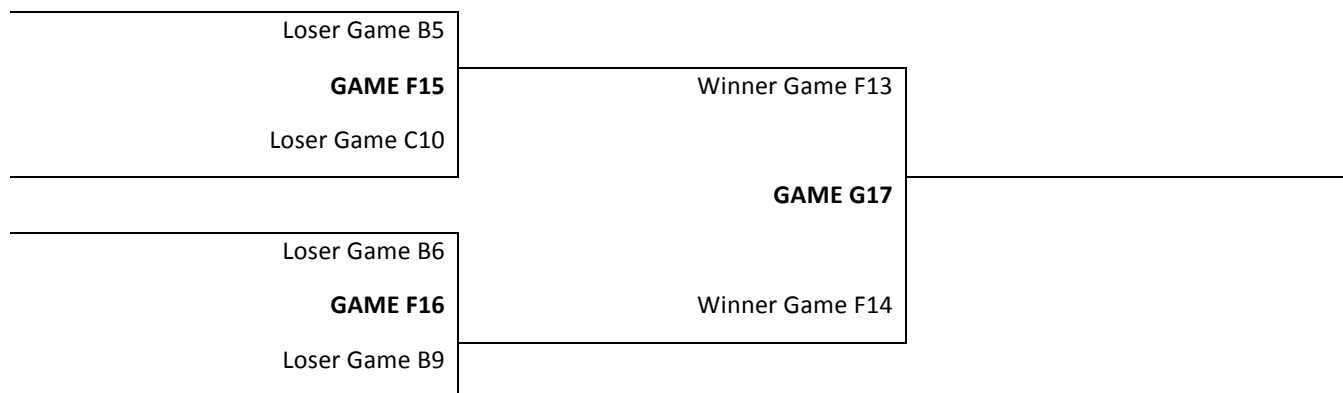 Loser Game B5
GAME F15
Winner Game F13
Loser Game C10
GAME G17
Loser Game B6
GAME F16
Winner Game F14
Loser Game B9